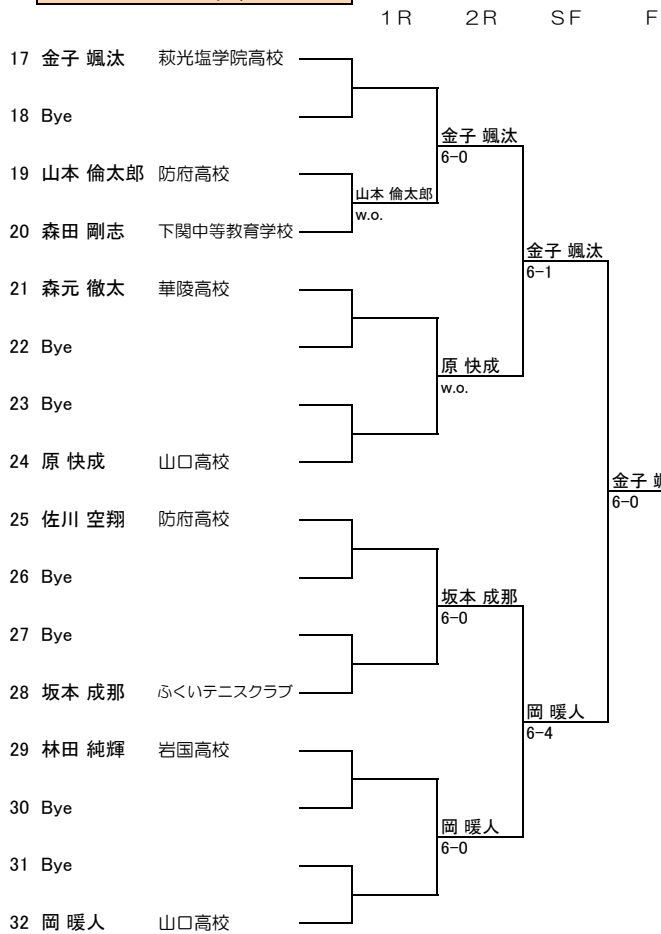 1R 2R SF F
17 金子 颯汰 萩光塩学院高校
18 Bye
金子 颯汰
6-0
19 山本 倫太郎 防府高校
山本 倫太郎
w.o.
20 森田 剛志 下関中等教育学校
金子 颯汰
6-1
21 森元 徹太 華陵高校
22 Bye
原 快成
w.o.
23 Bye
24 原 快成 山口高校
金子
6-0
25 佐川 空翔 防府高校
26 Bye
坂本 成那
6-0
27 Bye
28 坂本 成那 ふくいテニスクラブ
岡 暖人
6-4
29 林田 純輝 岩国高校
30 Bye
岡 暖人
6-0
31 Bye
32 岡 暖人 山口高校